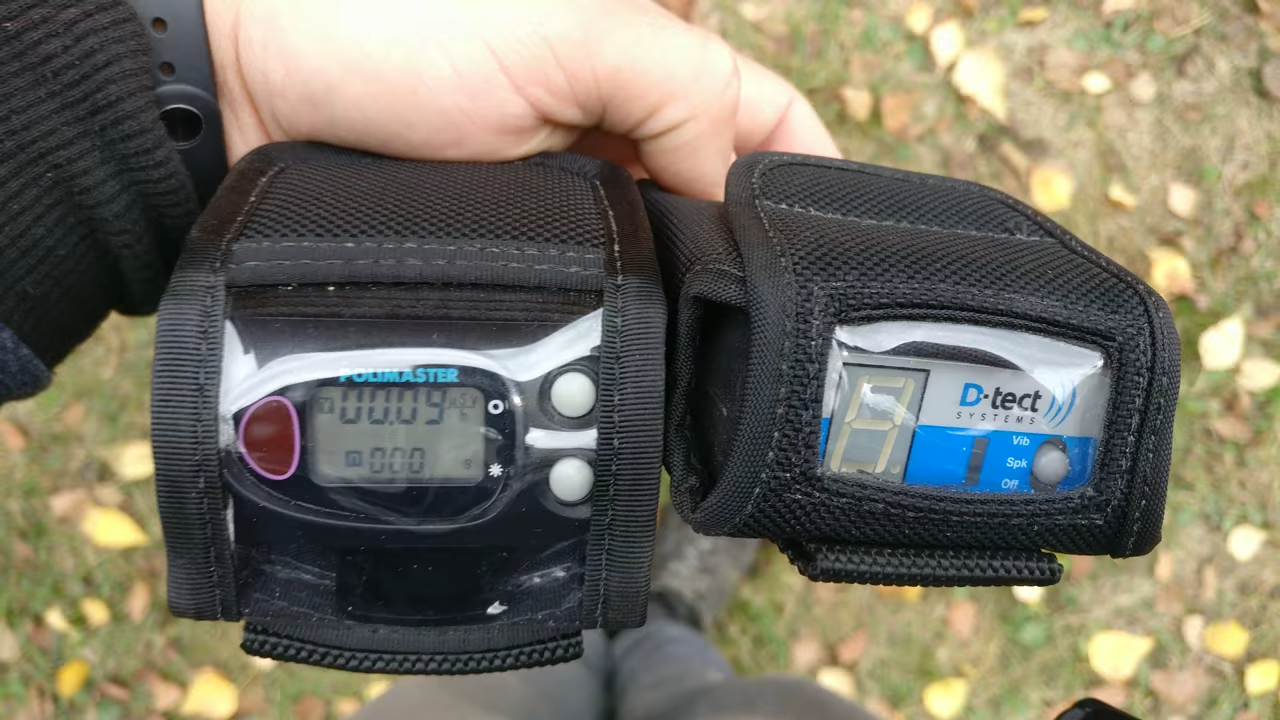 POLIMASTER
00.09 μSv/h
n 000 s
D-tect
SYSTEMS
Vib
Spk
Off